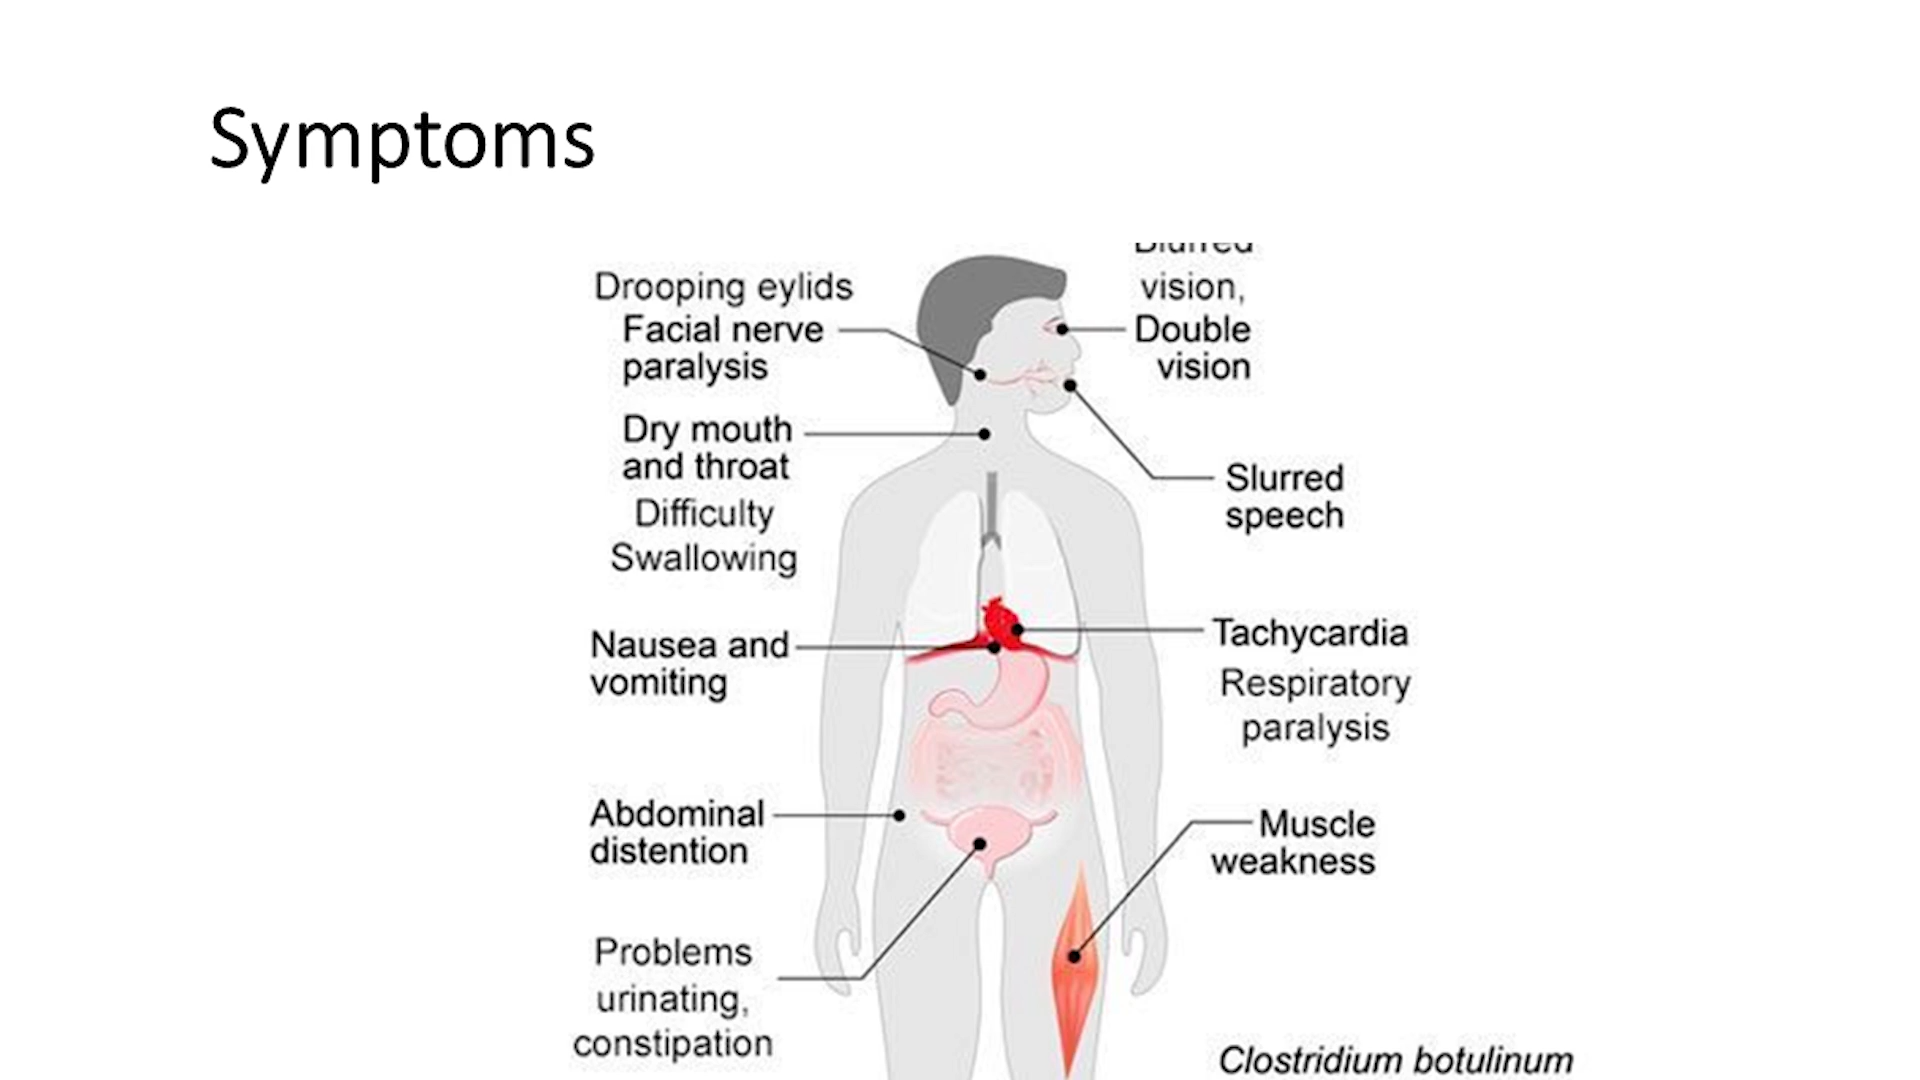 Symptoms
Drooping eylids
Facial nerve
paralysis
Dry mouth
and throat
Difficulty
Swallowing
Nausea and
vomiting
Abdominal
distention
Problems
urinating,
constipation
Blurred
vision,
Double
vision
Slurred
speech
Tachycardia
Respiratory
paralysis
Muscle
weakness
Clostridium botulinum